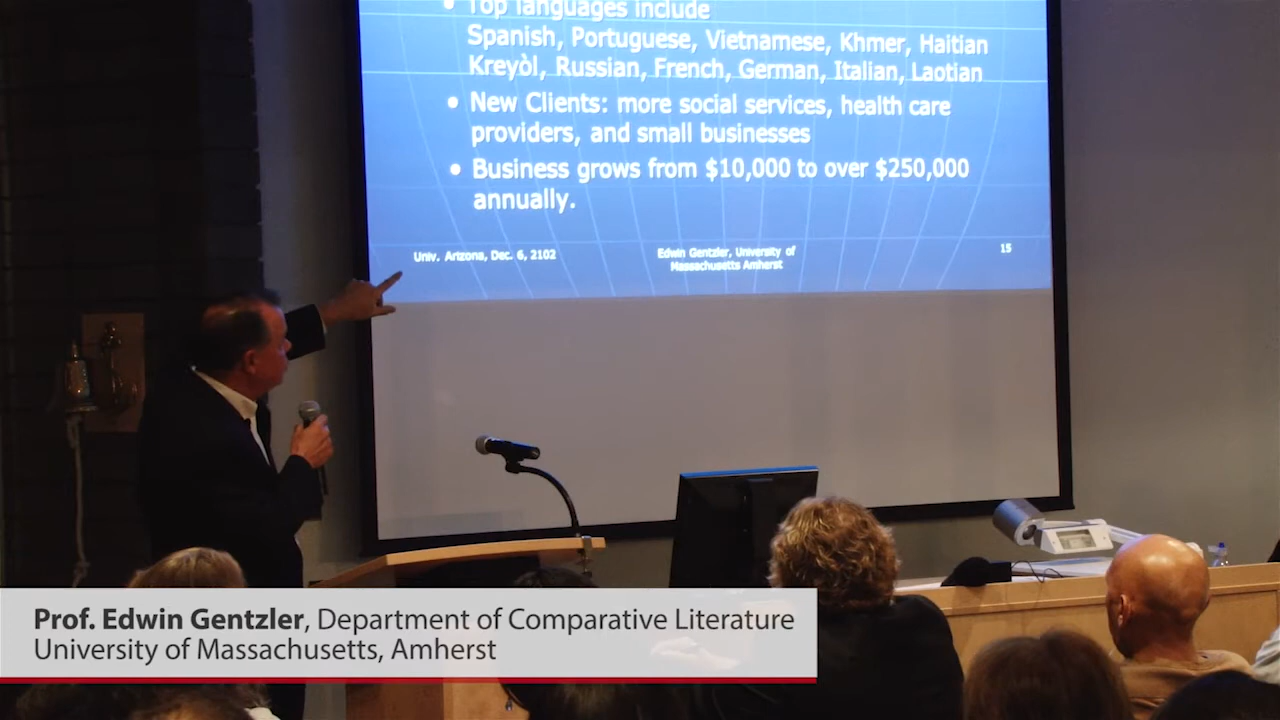 • Top languages include
Spanish, Portuguese, Vietnamese, Khmer, Haitian
Kreyòl, Russian, French, German, Italian, Laotian
• New Clients: more social services, health care
providers, and small businesses
• Business grows from $10,000 to over $250,000
annually.
Univ. Arizona, Dec. 6, 2102
Edwin Gentzler, University of
Massachusetts Amherst
15
Prof. Edwin Gentzler, Department of Comparative Literature
University of Massachusetts, Amherst